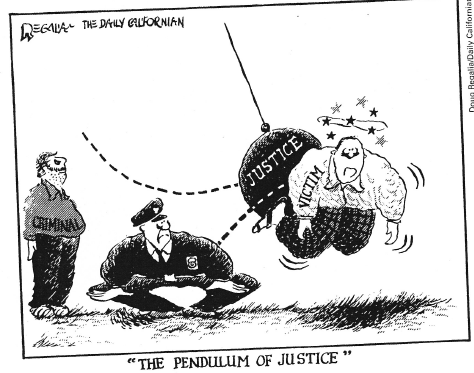 REGALIA THE DAILY CALIFORNIAN
Doug Regalia/Daily Californian
JUSTICE
VICTIM
CRIMINAL
"THE PENDULUM OF JUSTICE"